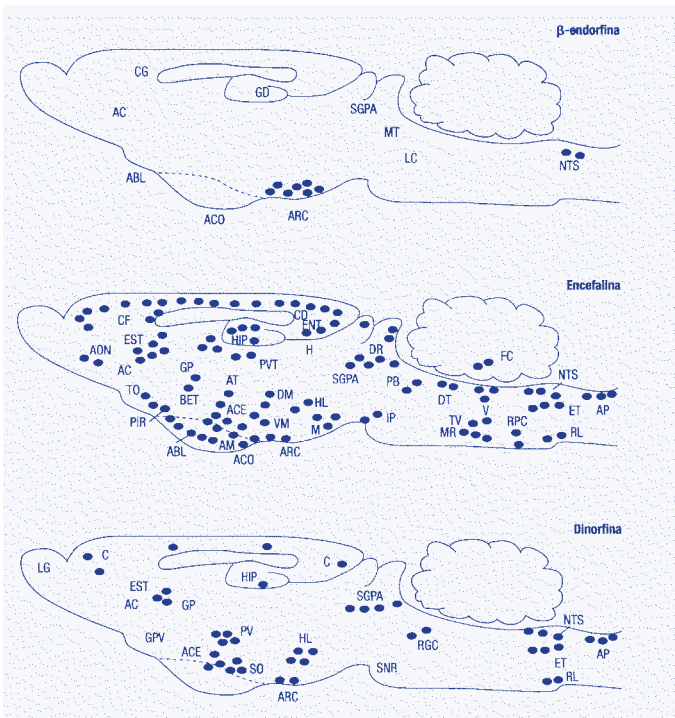 β-endorfina
CG
GD
SGPA
AC
MT
LC
NTS
ABL
ACO
ARC
Encefalina
CF
CD
ENT
EST
HIP
H
DR
AON
AC
PVT
SGPA
FC
GP
PB
NTS
TO
BET
AT
DM
HL
DT
AP
PIR
ACE
VM
M
IP
TV
V
RPC
ET
ABL
AM
ACO
ARC
MR
RL
Dinorfina
C
C
LG
HIP
EST
AC
GP
SGPA
NTS
GPV
PV
HL
RGC
AP
ACE
SO
SNR
ET
ARC
RL